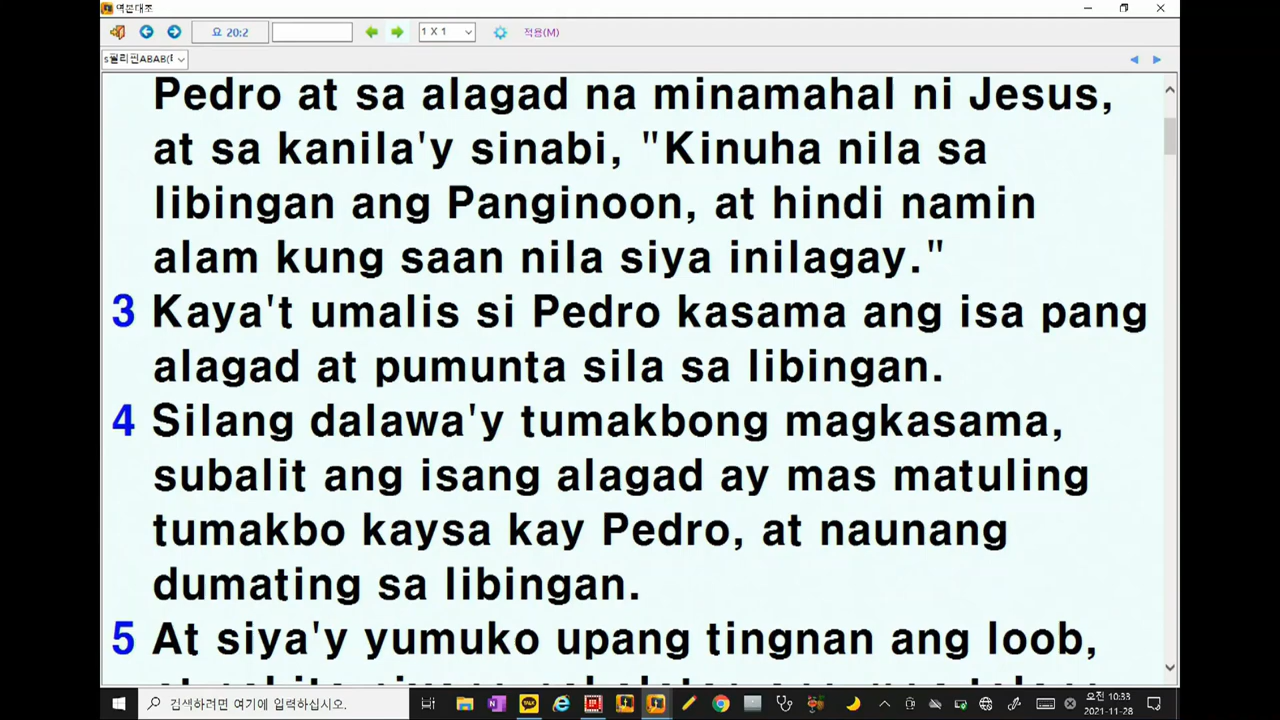 역본대조
요 20:2
1 X 1
적용(M)
s필리핀ABAB(
Pedro at sa alagad na minamahal ni Jesus,
at sa kanila'y sinabi, "Kinuha nila sa
libingan ang Panginoon, at hindi namin
alam kung saan nila siya inilagay."
3 Kaya't umalis si Pedro kasama ang isa pang
alagad at pumunta sila sa libingan.
4 Silang dalawa'y tumakbong magkasama,
subalit ang isang alagad ay mas matuling
tumakbo kaysa kay Pedro, at naunang
dumating sa libingan.
5 At siya'y yumuko upang tingnan ang loob,
검색하려면 여기에 입력하십시오.
오전 10:33
2021-11-28